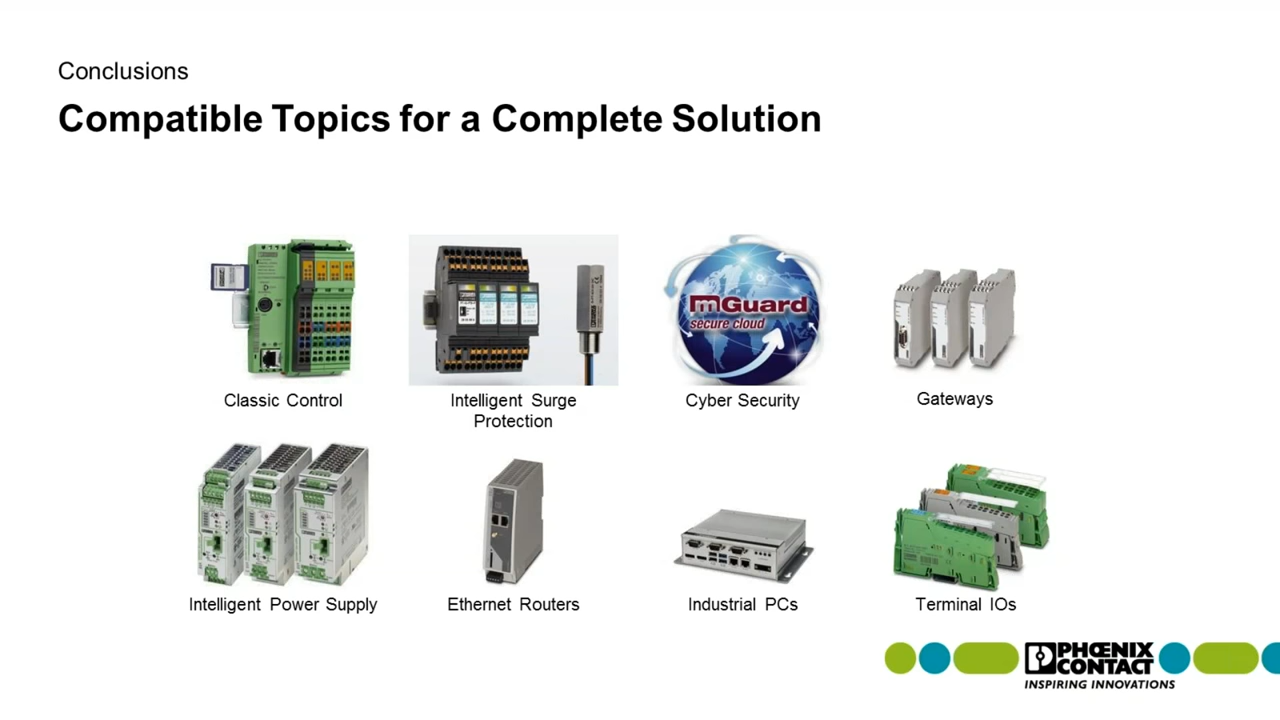 Conclusions
Compatible Topics for a Complete Solution
mGuard
secure cloud
Classic Control
Intelligent Surge
Protection
Cyber Security
Gateways
Intelligent Power Supply
Ethernet Routers
Industrial PCs
Terminal IOs
PHŒNIX
CONTACT
INSPIRING INNOVATIONS